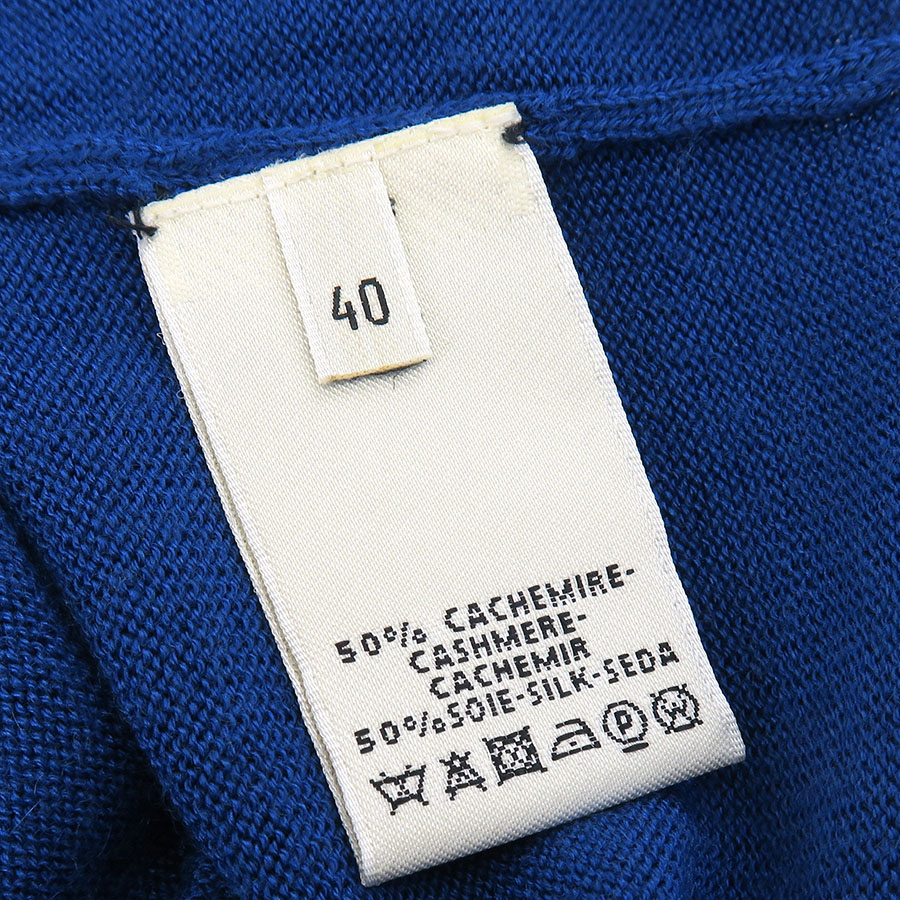 40
50% CACHEMIRE-
CASHMERE-
CACHEMIR
50%SOIE-SILK-SEDA
P W